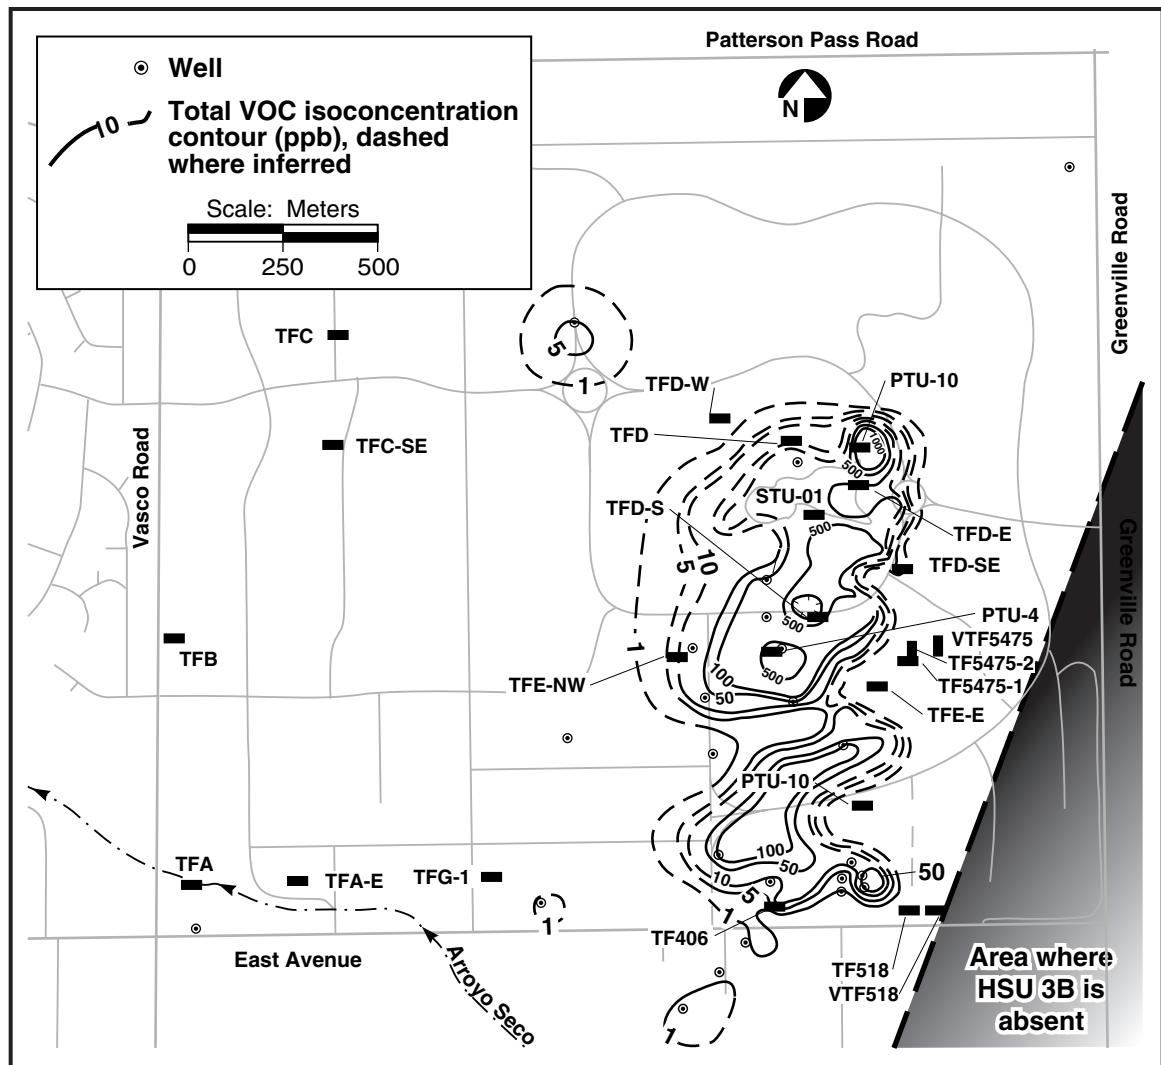 Patterson Pass Road
Well
10
Total VOC isoconcentration
contour (ppb), dashed
where inferred
Scale: Meters
0 250 500
N
Greenville Road
TFC
5
1
TFD-W
PTU-10
TFD
1000
Vasco Road
TFC-SE
500
STU-01
TFD-S
500
TFD-E
Greenville Road
10
5
TFD-SE
500
PTU-4
VTF5475
TF5475-2
TF5475-1
1
TFB
TFE-NW
100
500
50
TFE-E
PTU-10
100
50
TFA
TFA-E
TFG-1
10
5
50
1
1
TF406
East Avenue
Arroyo Seco
TF518
VTF518
Area where
HSU 3B is
absent
1